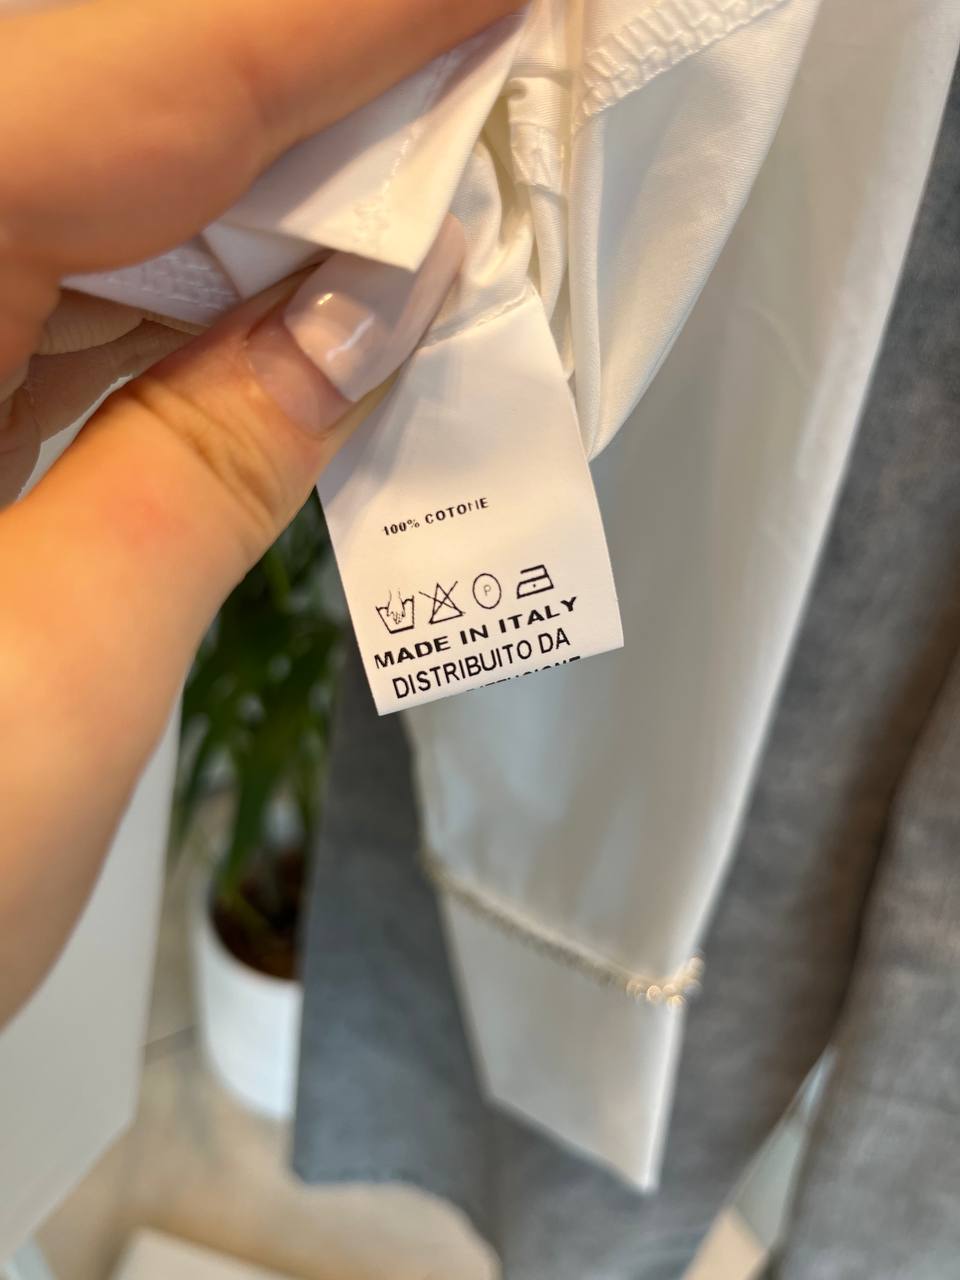 100% COTONE
P
MADE IN ITALY
DISTRIBUITO DA